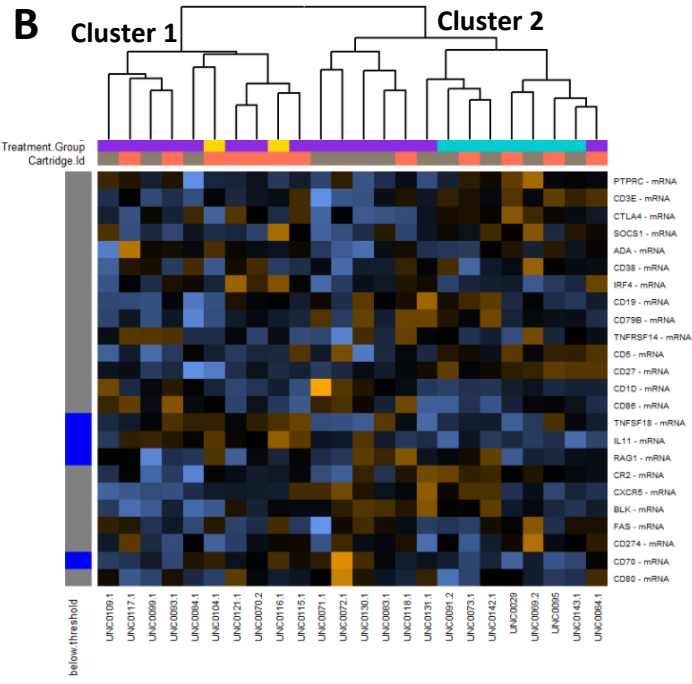 B
Cluster 1
Cluster 2
Treatment.Group
Cartridge.Id
PTPRC - mRNA
CD3E - mRNA
CTLA4 - mRNA
SOCS1 - mRNA
ADA - mRNA
CD38 - mRNA
IRF4 - mRNA
CD19 - mRNA
CD79B - mRNA
TNFRSF14 - mRNA
CD5 - mRNA
CD27 - mRNA
CD1D - mRNA
CD86 - mRNA
TNFSF18 - mRNA
IL11 - mRNA
RAG1 - mRNA
CR2 - mRNA
CXCR5 - mRNA
BLK - mRNA
FAS - mRNA
CD274 - mRNA
CD70 - mRNA
CD80 - mRNA
below.threshold
UNC0109.1
UNC0117.1
UNC0099.1
UNC0093.1
UNC0084.1
UNC0104.1
UNC0121.1
UNC0070.2
UNC0116.1
UNC0115.1
UNC0071.1
UNC0072.1
UNC0130.1
UNC0083.1
UNC0118.1
UNC0131.1
UNC0091.2
UNC0073.1
UNC0142.1
UNC0029
UNC0069.2
UNC0095
UNC0143.1
UNC0064.1